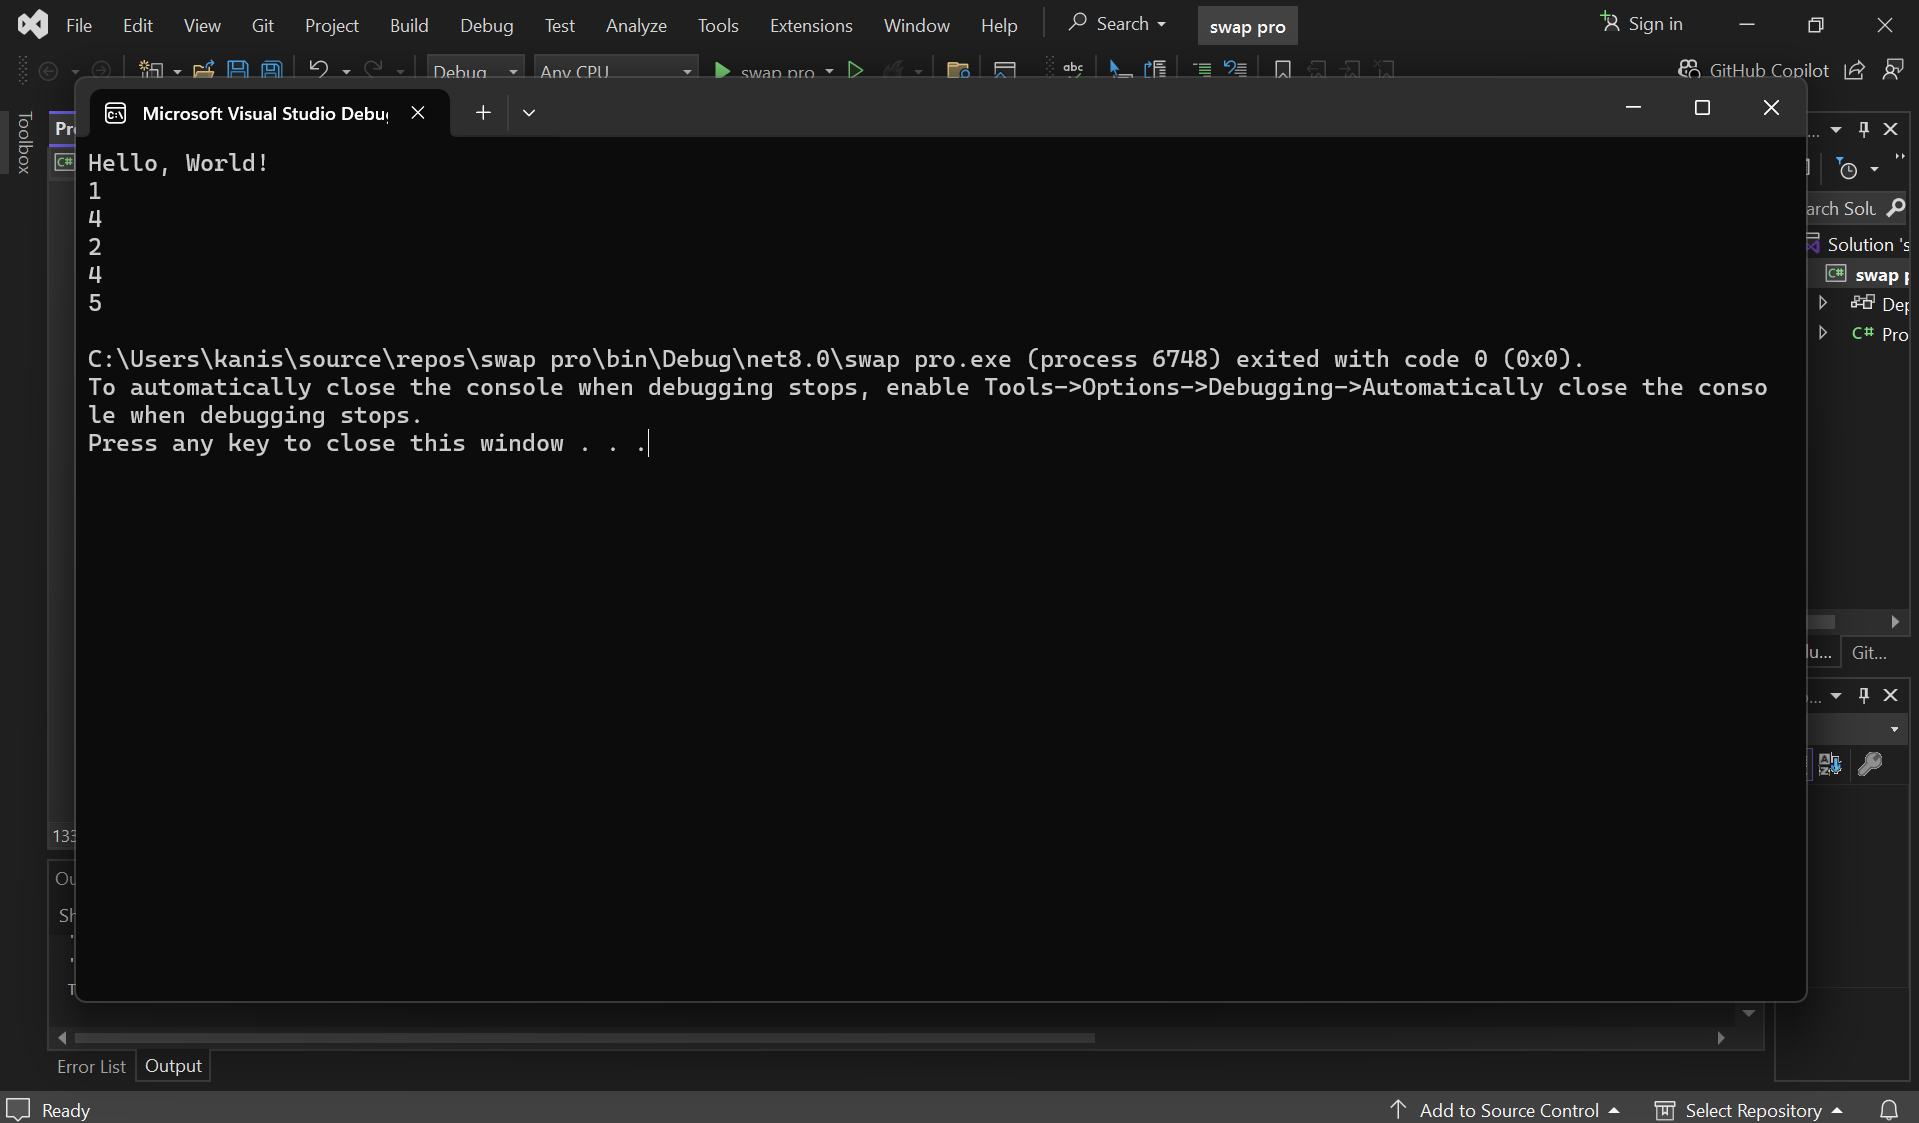 File Edit View Git Project Build Debug Test Analyze Tools Extensions Window Help Search swap pro Sign in
Debug Any CPU swap pro abc GitHub Copilot
Microsoft Visual Studio Debu
Toolbox
Hello, World!
1
4
2
4
5
C:\Users\kanis\source\repos\swap pro\bin\Debug\net8.0\swap pro.exe (process 6748) exited with code 0 (0x0).
To automatically close the console when debugging stops, enable Tools->Options->Debugging->Automatically close the conso
le when debugging stops.
Press any key to close this window . . .
arch Solu
Solution 's
C# swap p
Dep
C# Pro
lu... Git...
133
Ou
Sh
Error List Output
Ready Add to Source Control Select Repository